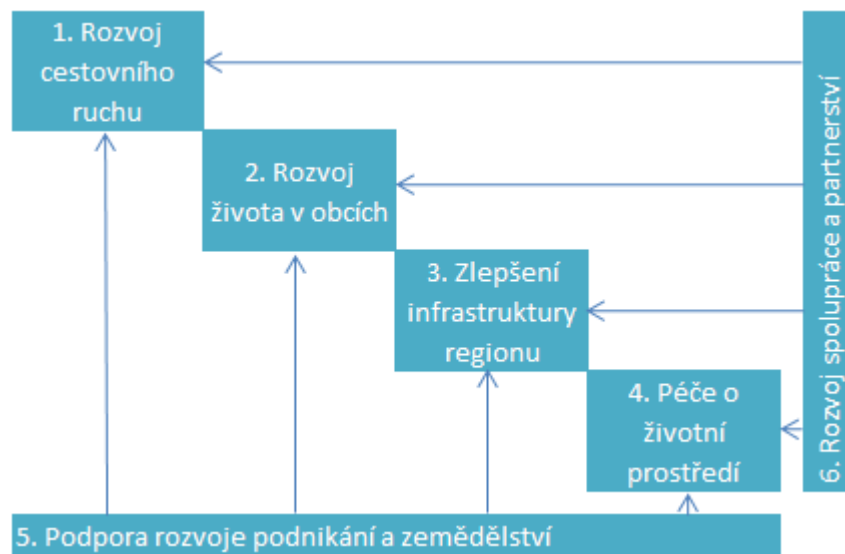 1. Rozvoj
cestovního
ruchu
2. Rozvoj
života v obcích
3. Zlepšení
infrastruktury
regionu
4. Péče o
životní
prostředí
5. Podpora rozvoje podnikání a zemědělství
6. Rozvoj spolupráce a partnerství